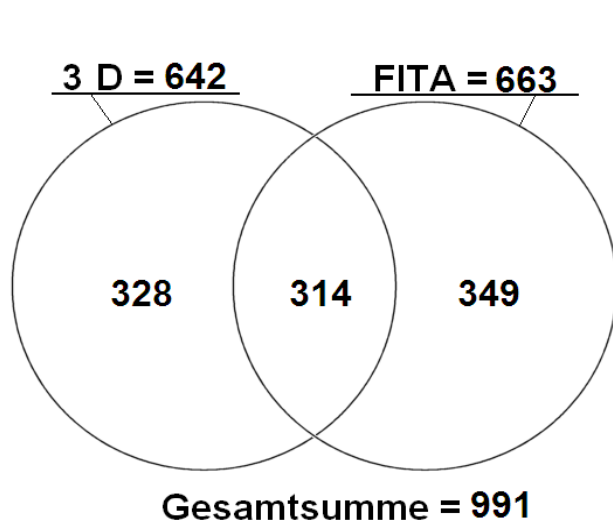 3 D = 642
FITA = 663
328
314
349
Gesamtsumme = 991